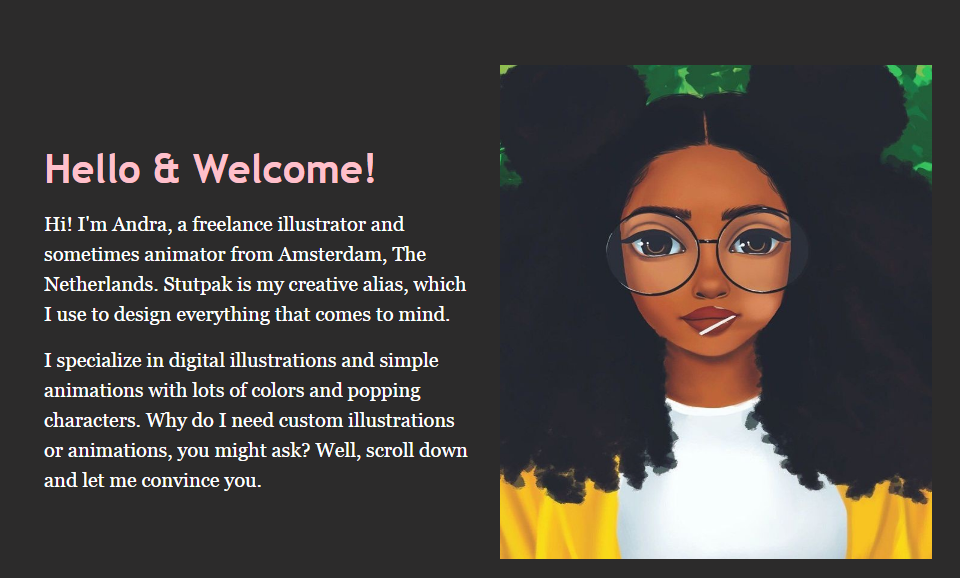 Hello & Welcome!
Hi! I'm Andra, a freelance illustrator and
sometimes animator from Amsterdam, The
Netherlands. Stutpak is my creative alias, which
I use to design everything that comes to mind.
I specialize in digital illustrations and simple
animations with lots of colors and popping
characters. Why do I need custom illustrations
or animations, you might ask? Well, scroll down
and let me convince you.